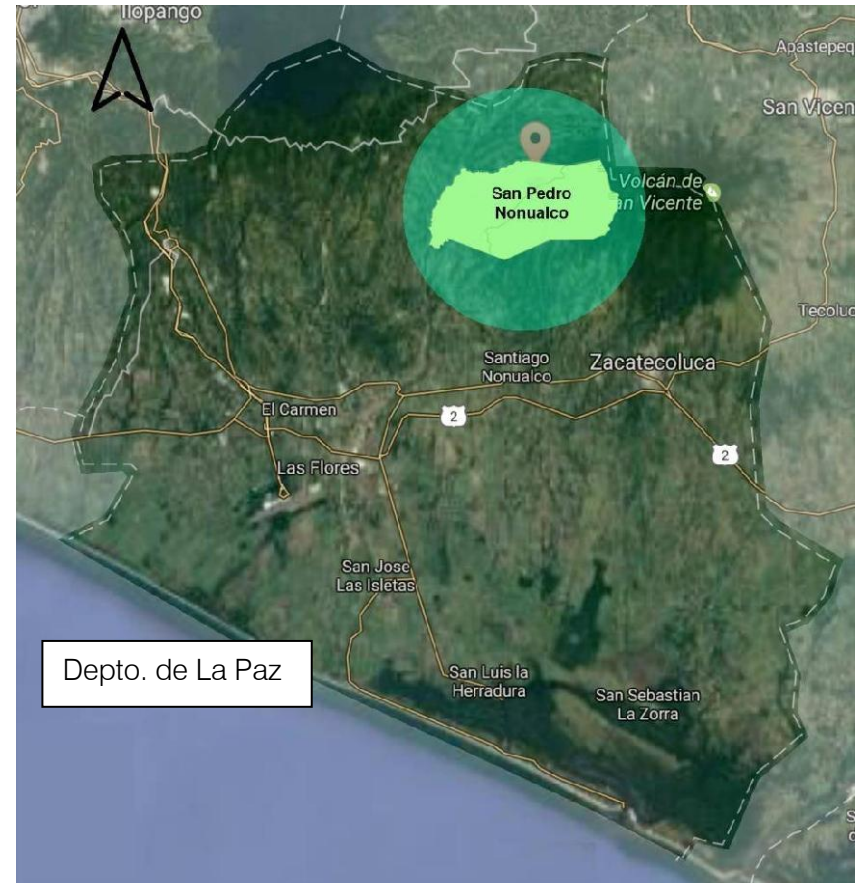 Ilopango
Apastepeq
San Vicen
San Pedro
Nonualco
Volcán de
an Vicente
Tecoluc
Santiago
Nonualco
Zacatecoluca
El Carmen
2
Las Flores
2
San Jose
Las Isletas
Depto. de La Paz
San Luis la
Herradura
San Sebastian
La Zorra